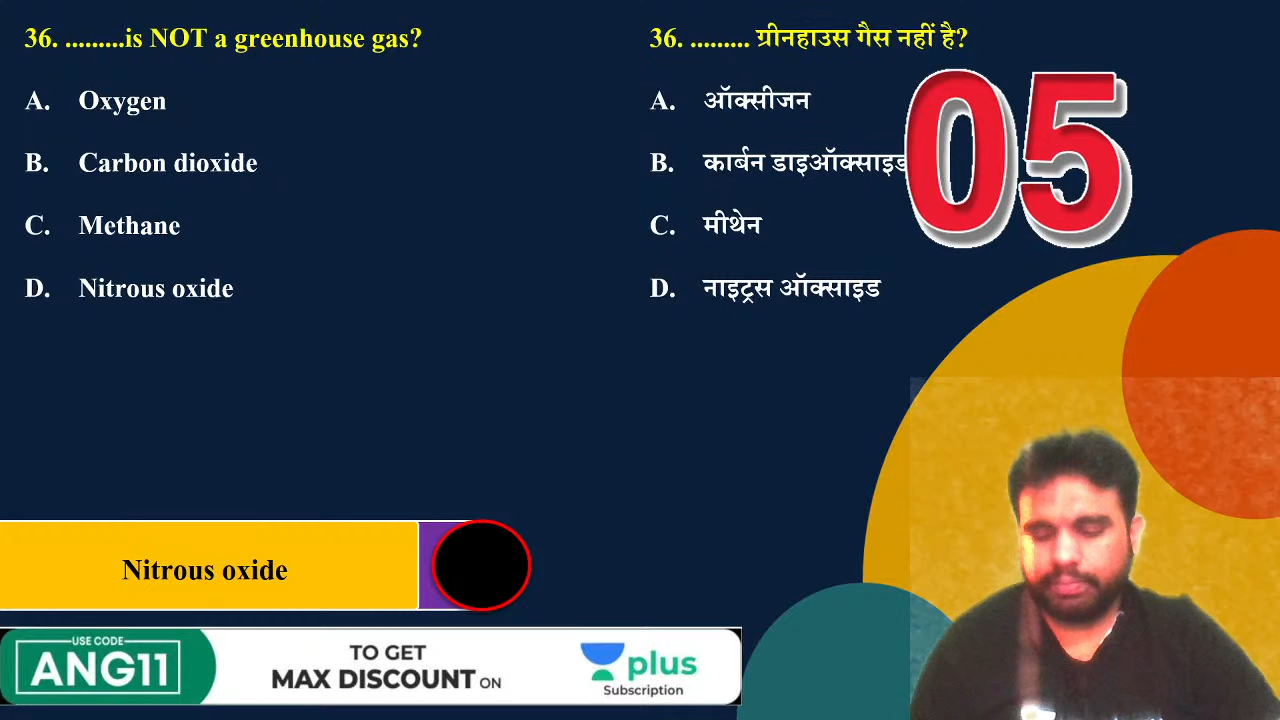 36. .........is NOT a greenhouse gas?
A. Oxygen
B. Carbon dioxide
C. Methane
D. Nitrous oxide
36. ......... ग्रीनहाउस गैस नहीं है?
A. ऑक्सीजन
B. कार्बन डाइऑक्साइड
C. मीथेन
D. नाइट्रस ऑक्साइड
05
Nitrous oxide
USE CODE
ANG11
TO GET
MAX DISCOUNT ON
plus
Subscription